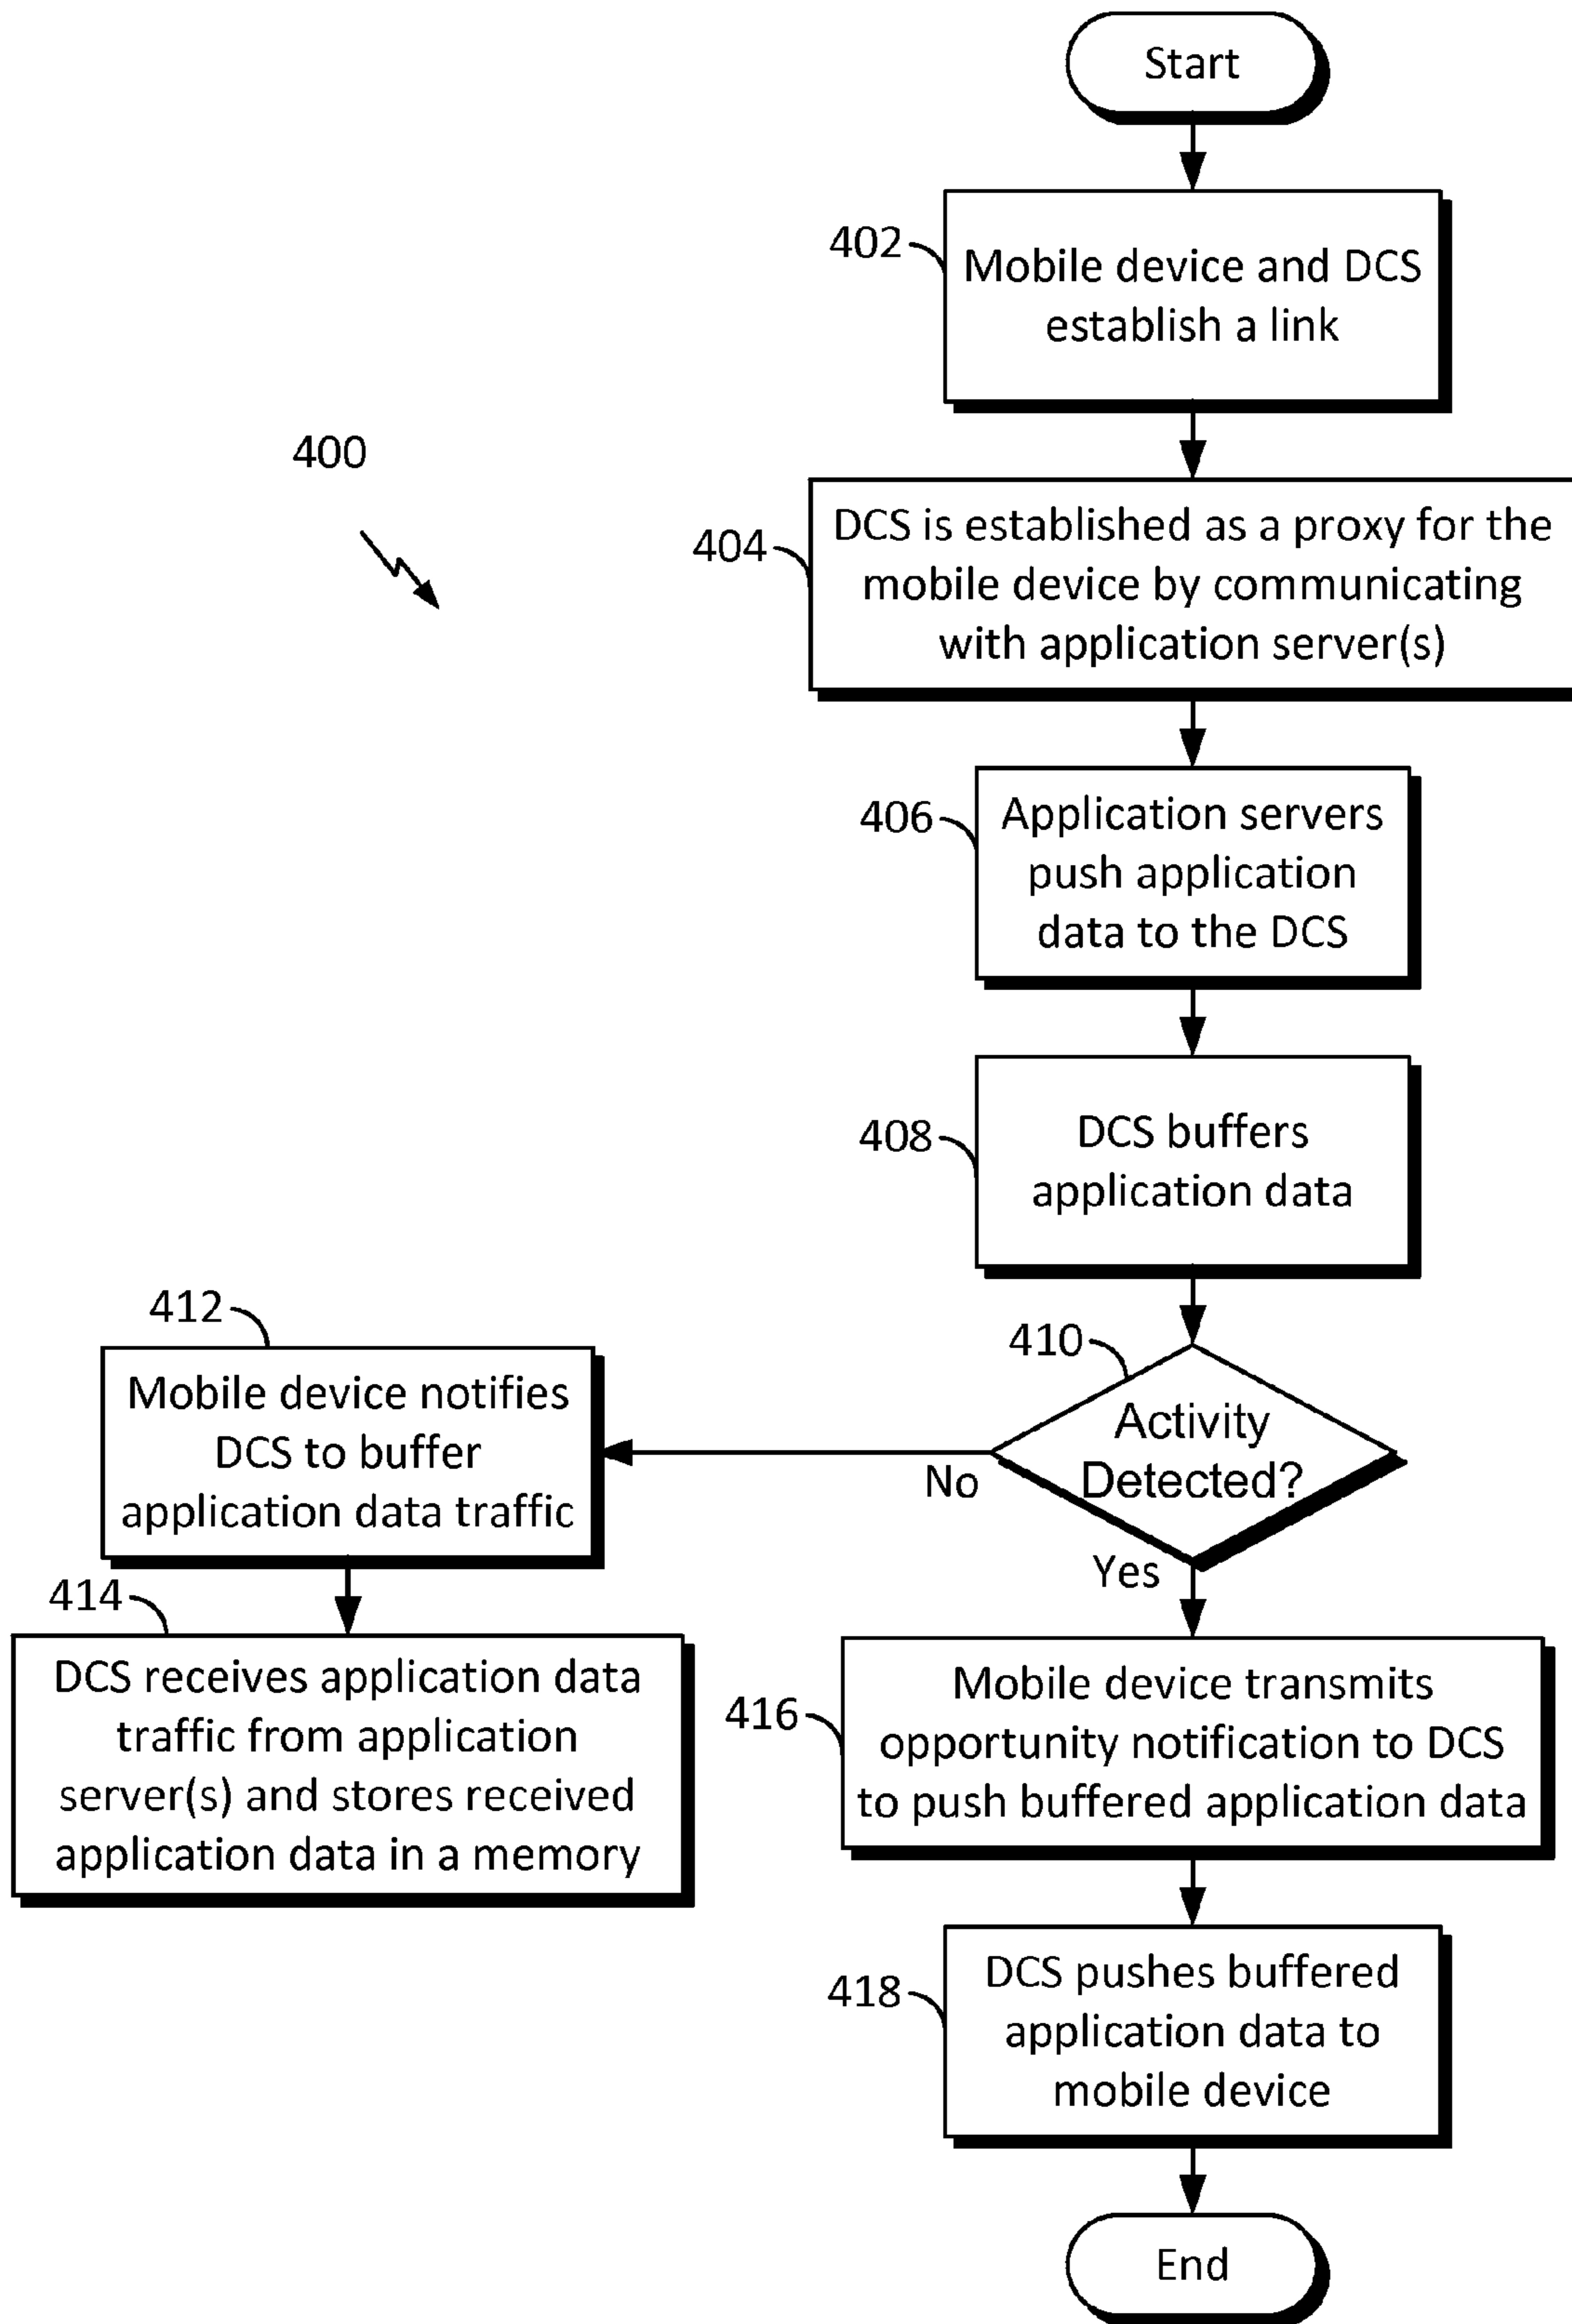 Start
402
Mobile device and DCS
establish a link
400
404
DCS is established as a proxy for the
mobile device by communicating
with application server(s)
406
Application servers
push application
data to the DCS
408
DCS buffers
application data
410
Activity
Detected?
No
Yes
412
Mobile device notifies
DCS to buffer
application data traffic
414
DCS receives application data
traffic from application
server(s) and stores received
application data in a memory
416
Mobile device transmits
opportunity notification to DCS
to push buffered application data
418
DCS pushes buffered
application data to
mobile device
End